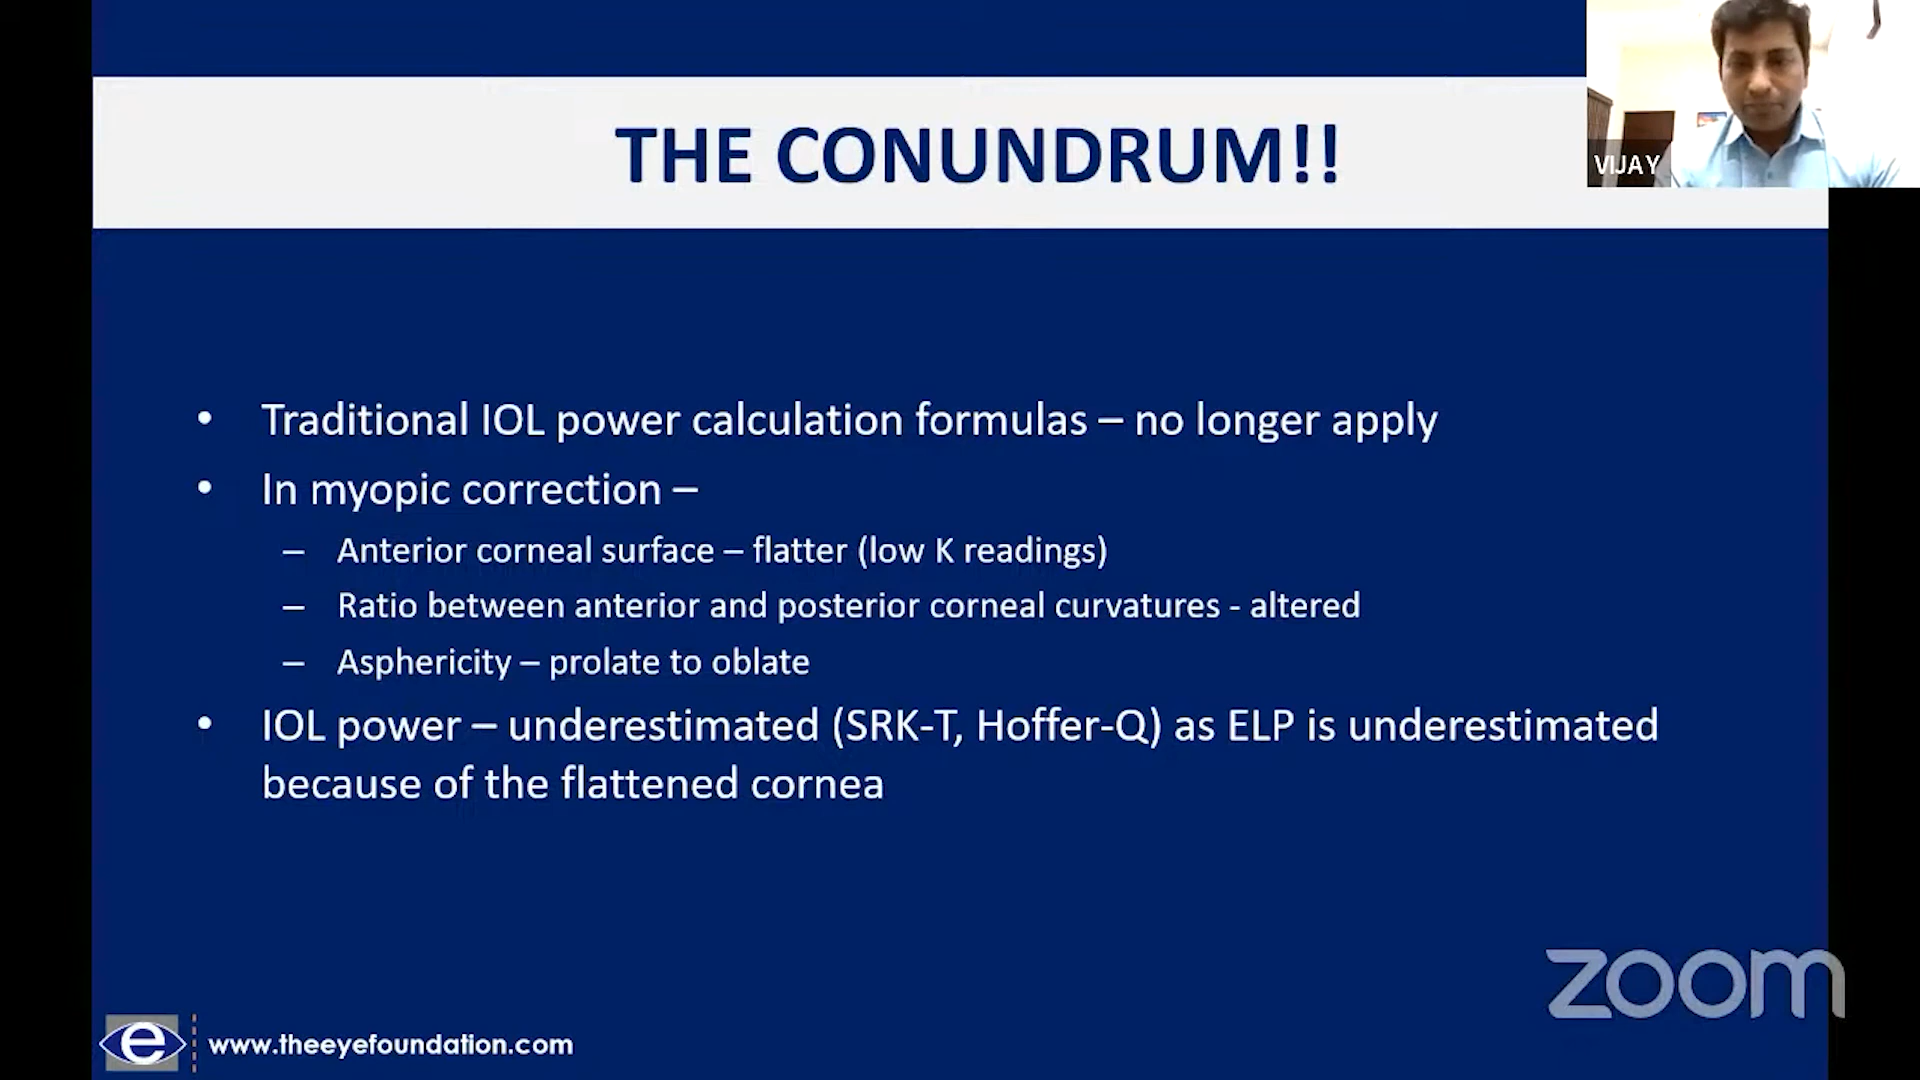 THE CONUNDRUM!!
VIJAY
• Traditional IOL power calculation formulas – no longer apply
• In myopic correction –
– Anterior corneal surface – flatter (low K readings)
– Ratio between anterior and posterior corneal curvatures - altered
– Asphericity – prolate to oblate
• IOL power – underestimated (SRK-T, Hoffer-Q) as ELP is underestimated
because of the flattened cornea
zoom
e
www.theeyefoundation.com